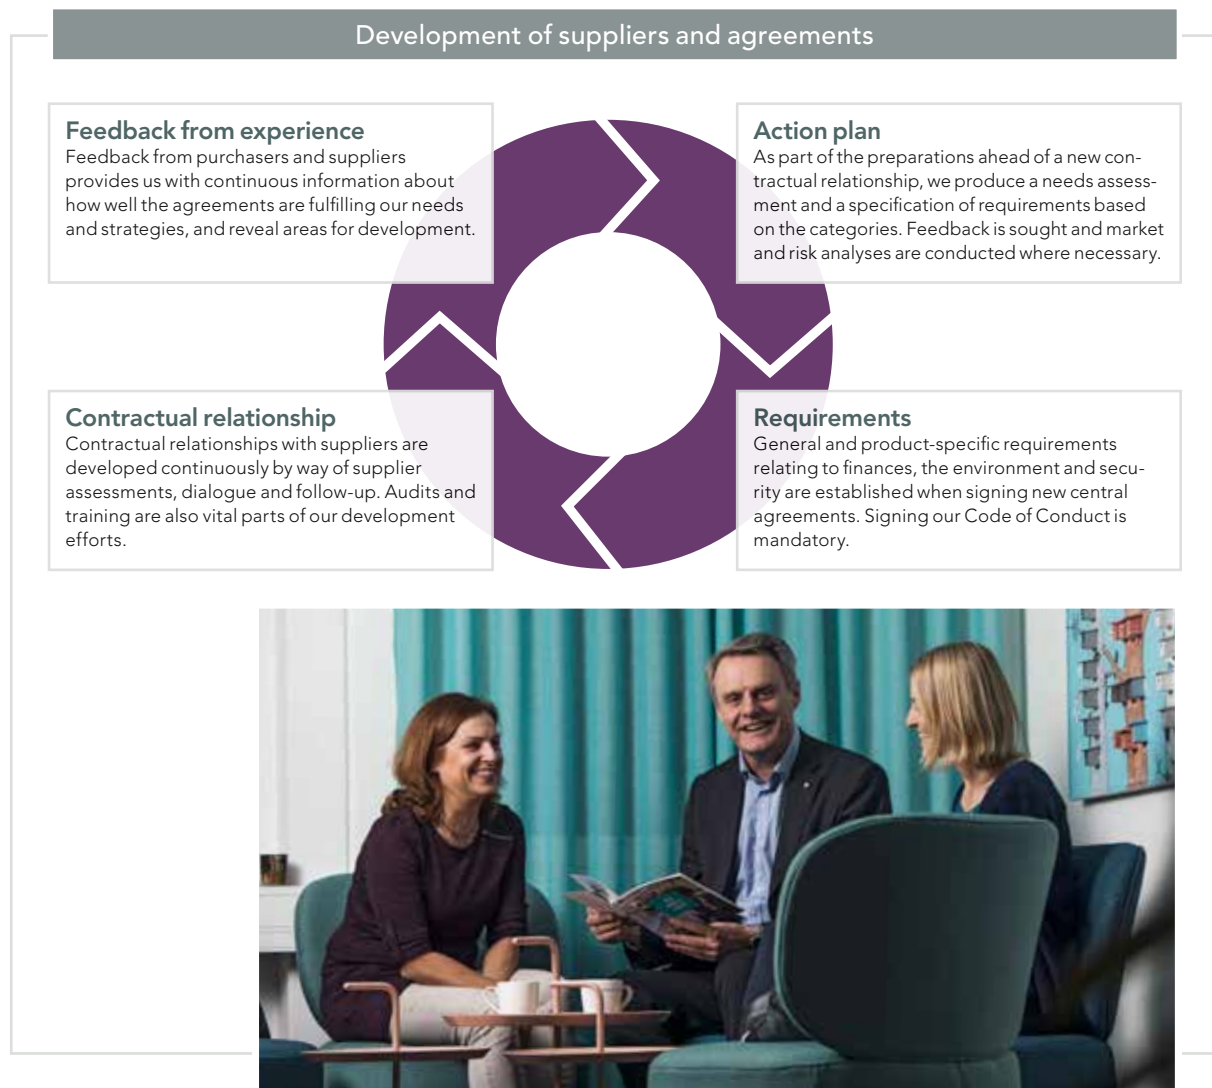 Development of suppliers and agreements
Feedback from experience
Feedback from purchasers and suppliers
provides us with continuous information about
how well the agreements are fulfilling our needs
and strategies, and reveal areas for development.
Action plan
As part of the preparations ahead of a new con-
tractual relationship, we produce a needs assess-
ment and a specification of requirements based
on the categories. Feedback is sought and market
and risk analyses are conducted where necessary.
Contractual relationship
Contractual relationships with suppliers are
developed continuously by way of supplier
assessments, dialogue and follow-up. Audits and
training are also vital parts of our development
efforts.
Requirements
General and product-specific requirements
relating to finances, the environment and secu-
rity are established when signing new central
agreements. Signing our Code of Conduct is
mandatory.